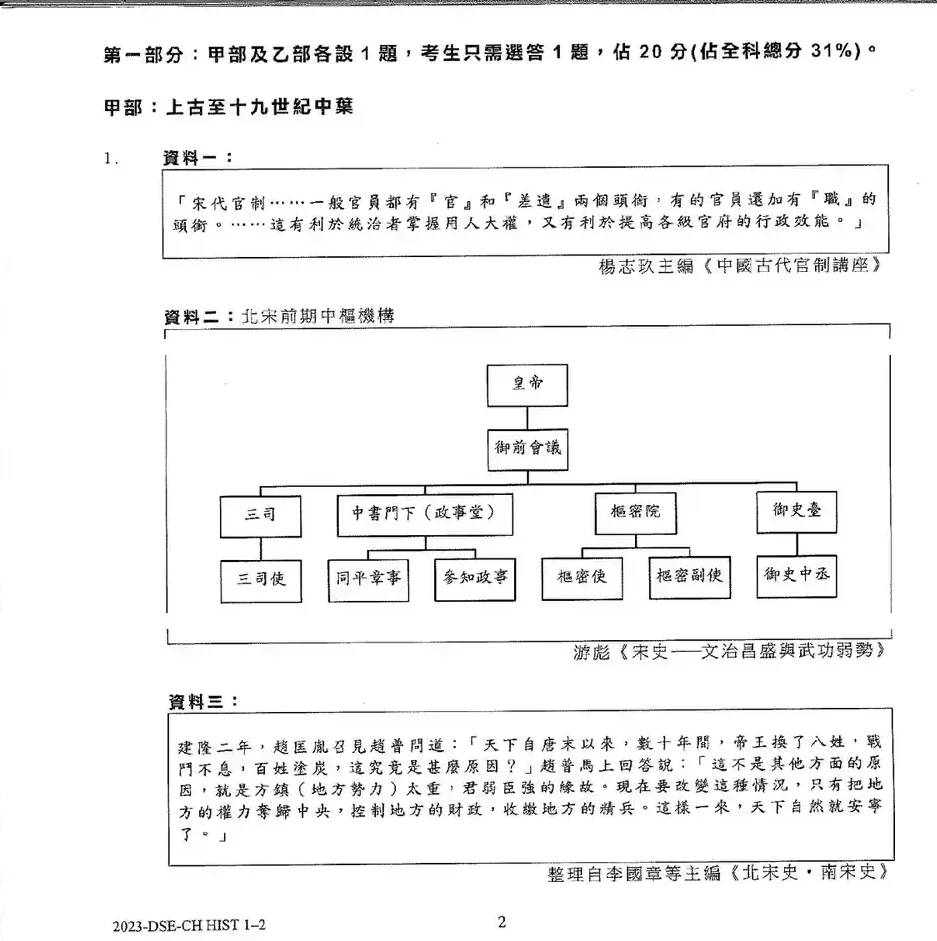 第一部分：甲部及乙部各設 1 題，考生只需選答 1 題，佔 20 分(佔全科總分 31%)。
甲部：上古至十九世紀中葉
1. 資料一：
「宋代官制……一般官員都有『官』和『差遣』兩個頭銜，有的官員還加有『職』的
頭銜。……這有利於統治者掌握用人大權，又有利於提高各級官府的行政效能。」
楊志玖主編《中國古代官制講座》
資料二：北宋前期中樞機構
皇帝
御前會議
三司 中書門下（政事堂） 樞密院 御史臺
三司使 同平章事 參知政事 樞密使 樞密副使 御史中丞
游彪《宋史──文治昌盛與武功弱勢》
資料三：
建隆二年，趙匡胤召見趙普問道：「天下自唐末以來，數十年間，帝王換了八姓，戰
鬥不息，百姓塗炭，這究竟是甚麼原因？」趙普馬上回答說：「這不是其他方面的原
因，就是方鎮（地方勢力）太重，君弱臣強的緣故。現在要改變這種情況，只有把地
方的權力奪歸中央，控制地方的財政，收繳地方的精兵。這樣一來，天下自然就安寧
了。」
整理自李國章等主編《北宋史·南宋史》
2023-DSE-CH HIST 1–2 2